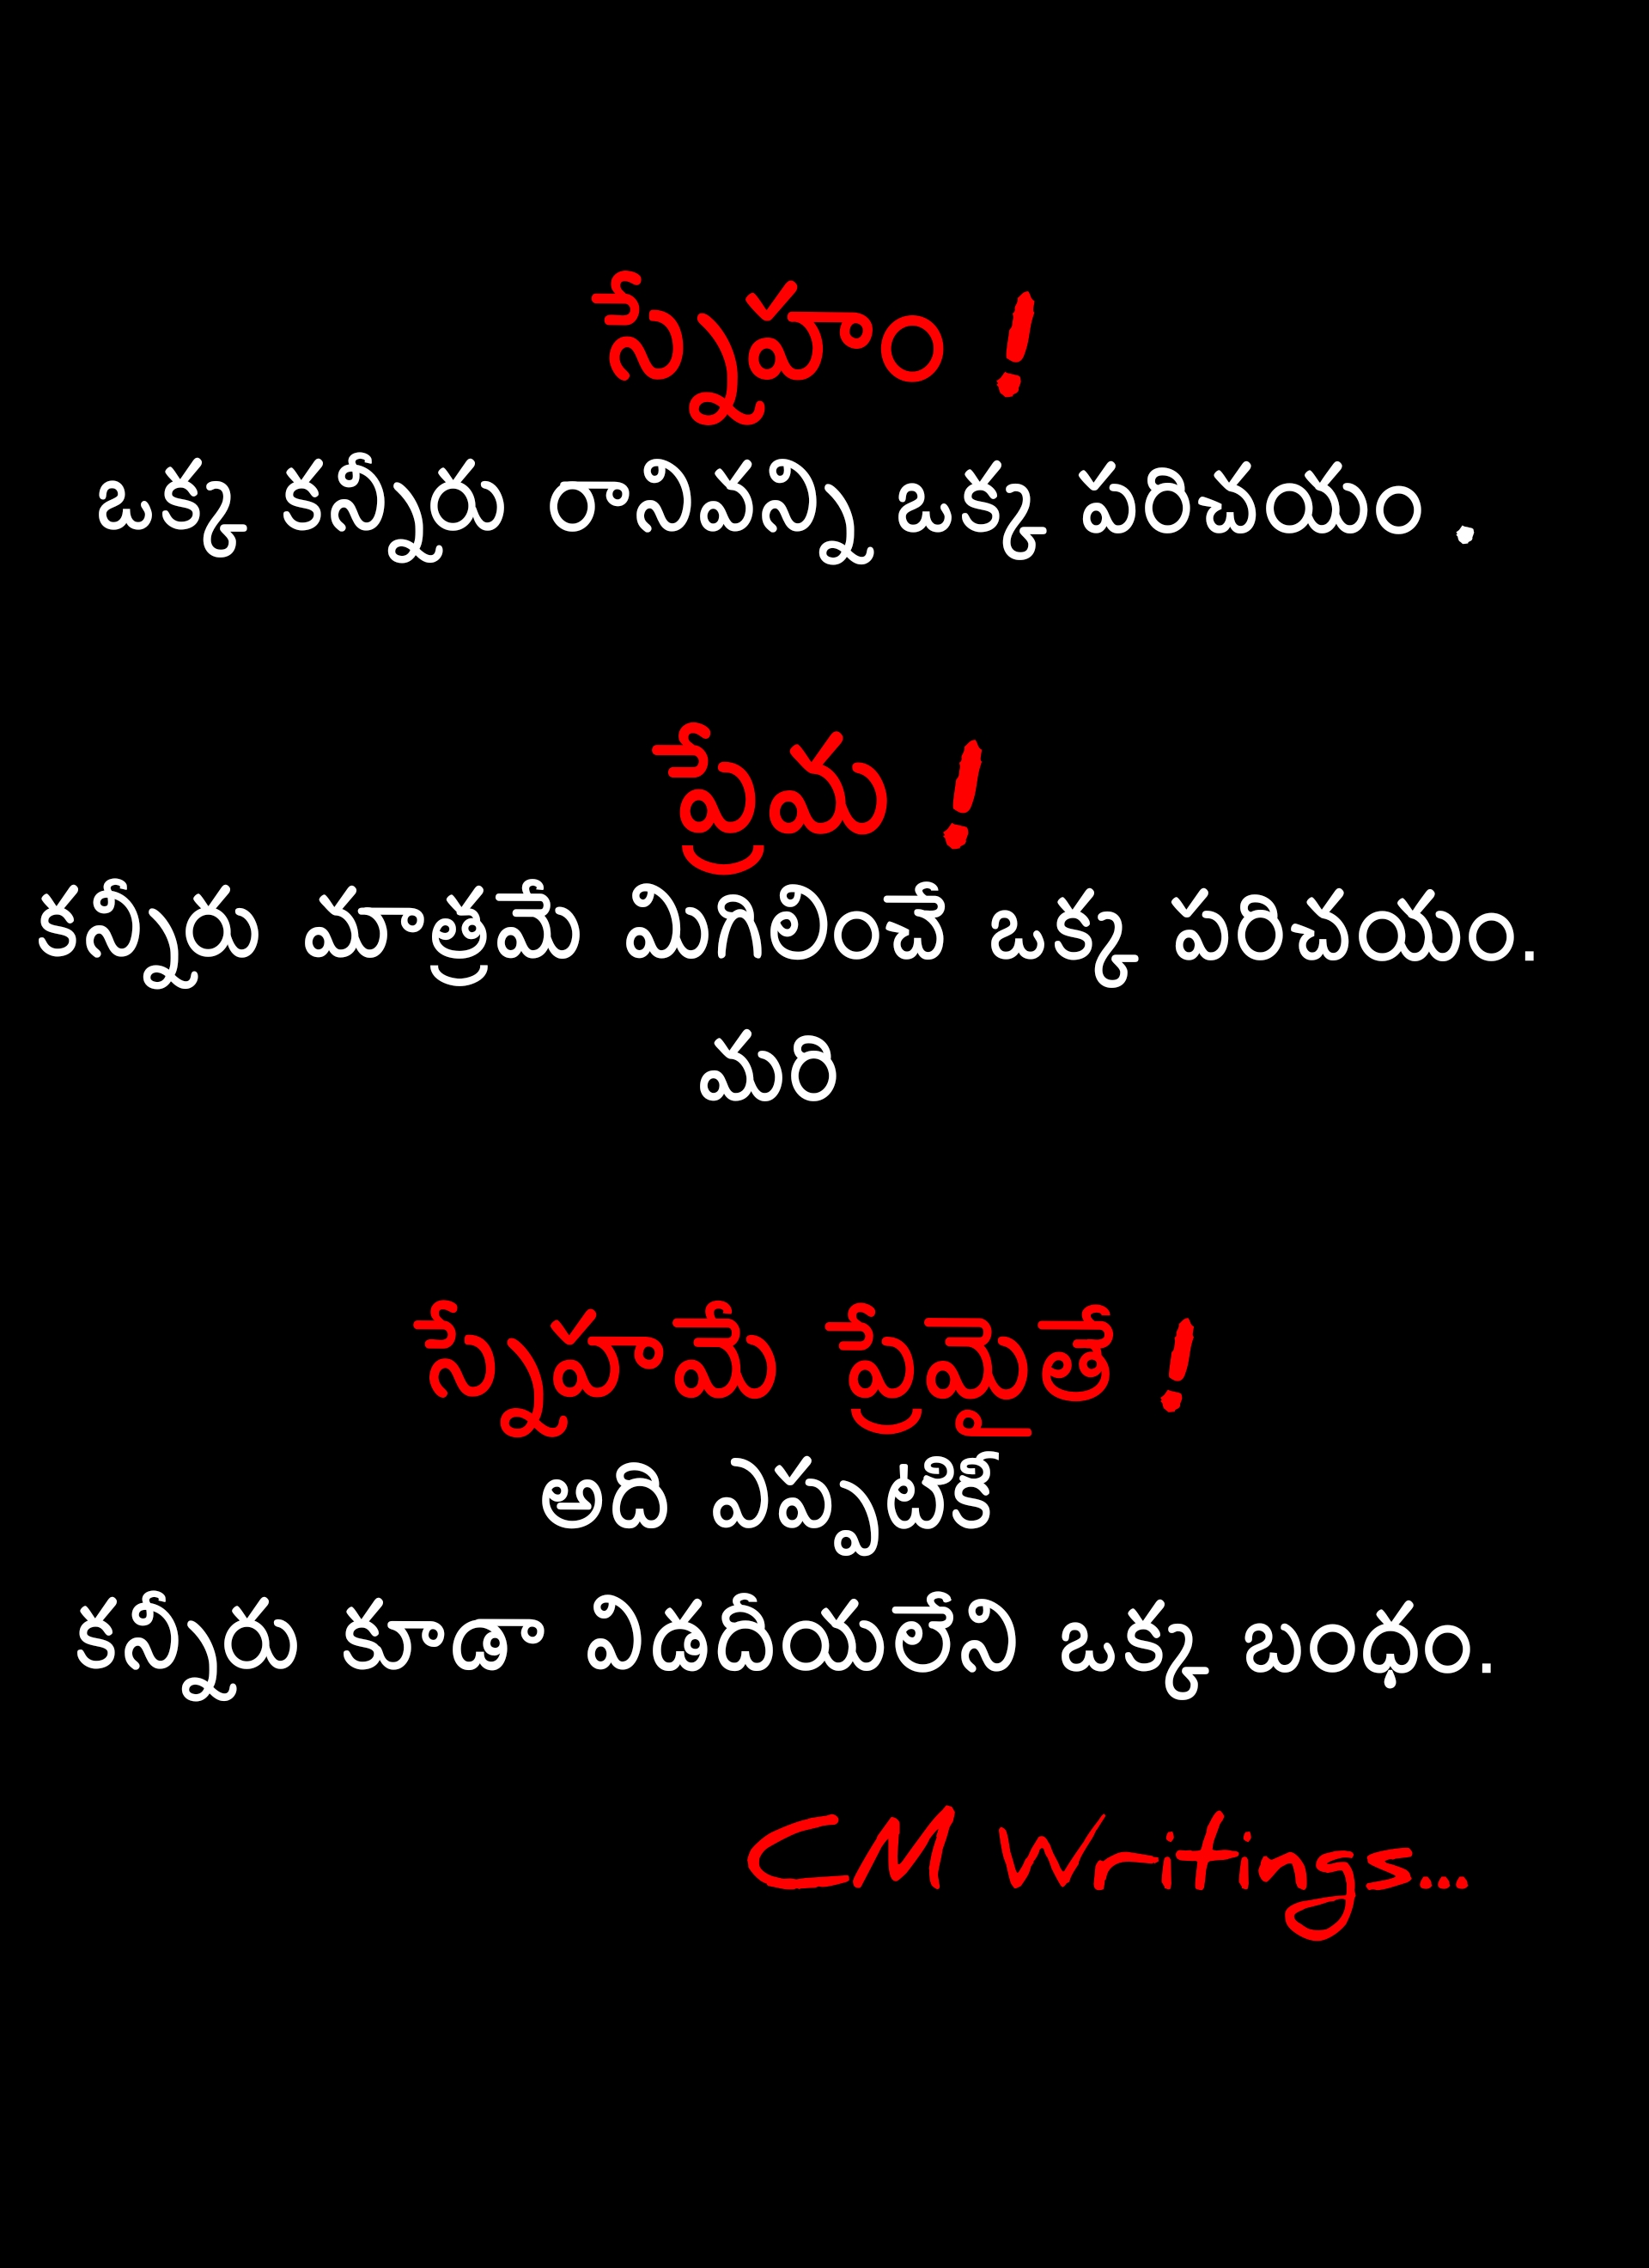 స్నేహం !
ఒక్క కన్నీరు రానివన్ని ఒక్క పరిచయం .
ప్రేమ !
కన్నీరు మాత్రమే మిగిలించే ఒక్క పరిచయం.
మరి
స్నేహమే ప్రేమైతే !
అది ఎప్పటికీ
కన్నీరు కూడా విడదీయలేని ఒక్క బంధం.
CM Writings...